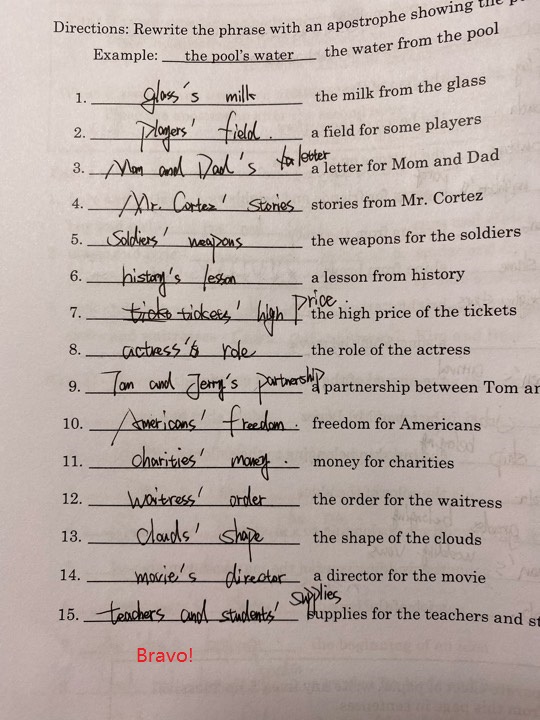 Directions: Rewrite the phrase with an apostrophe showing the
Example: the pool's water the water from the pool
1. glass's milk the milk from the glass
2. Players' field. a field for some players
3. Mom and Dad's letter a letter for Mom and Dad
4. Mr. Cortez' stories stories from Mr. Cortez
5. Soldiers' weapons the weapons for the soldiers
6. history's lesson a lesson from history
7. tickets' high price. the high price of the tickets
8. actress's role the role of the actress
9. Tom and Jerry's partnership a partnership between Tom
10. Americans' freedom. freedom for Americans
11. charities' money. money for charities
12. waitress' order the order for the waitress
13. clouds' shape the shape of the clouds
14. movie's director a director for the movie
15. teachers and students' supplies supplies for the teachers and
Bravo!